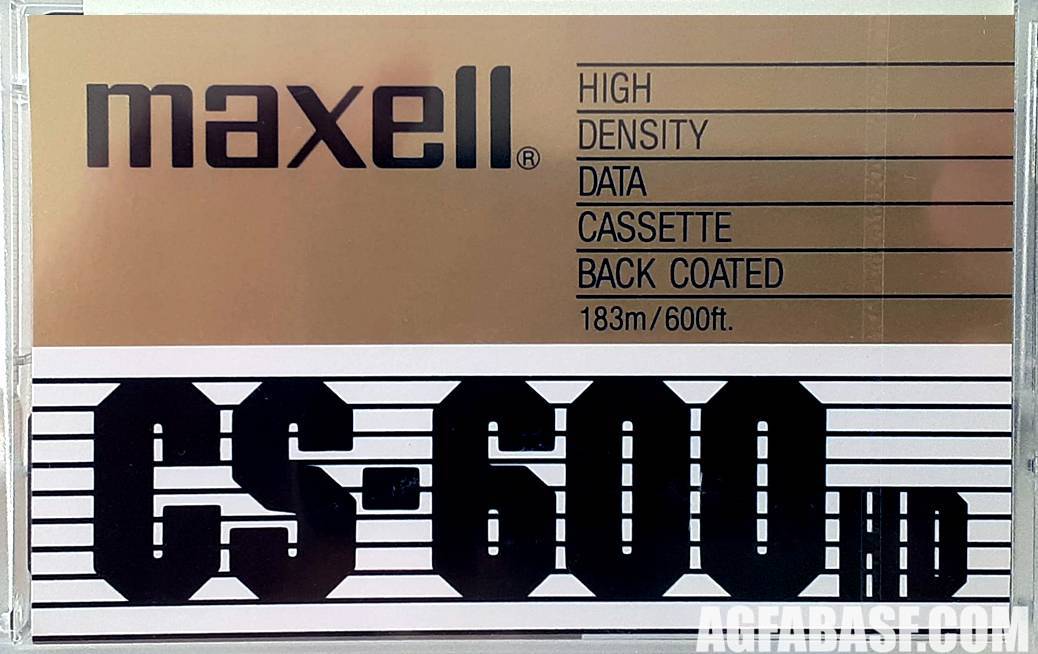 maxell®
HIGH
DENSITY
DATA
CASSETTE
BACK COATED
183m/600ft.
CS-600HD
AGFABASF.COM